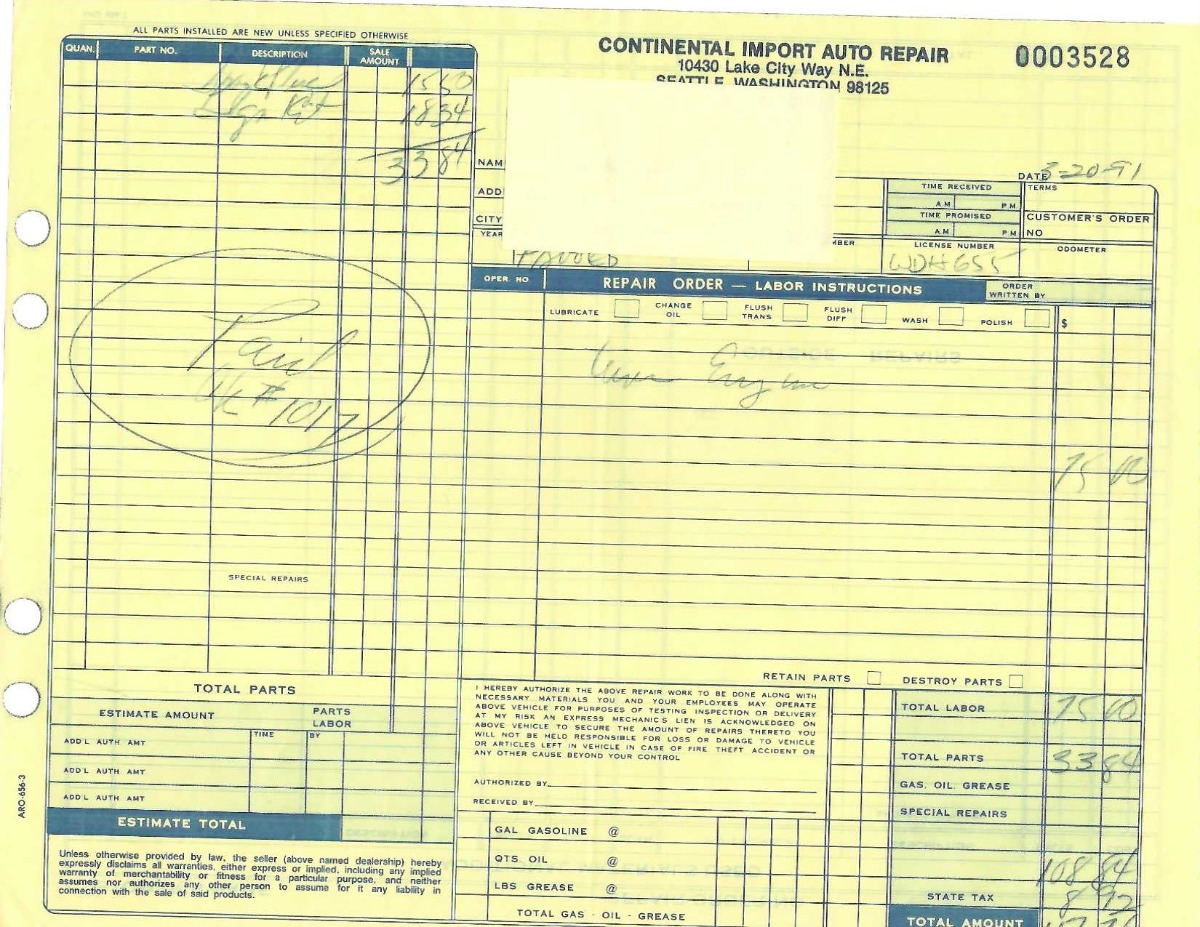 ALL PARTS INSTALLED ARE NEW UNLESS SPECIFIED OTHERWISE
QUAN. PART NO. DESCRIPTION SALE AMOUNT
1550
Kit 1834
3384
CONTINENTAL IMPORT AUTO REPAIR 0003528
10430 Lake City Way N.E.
SEATTLE, WASHINGTON 98125
DATE 3-20-91
NAM
ADD
CITY
YEAR
TIME RECEIVED
AM PM
TIME PROMISED
AM PM
TERMS
CUSTOMER'S ORDER
NO
MBER
LICENSE NUMBER
WDH655
ODOMETER
OPER. NO REPAIR ORDER — LABOR INSTRUCTIONS ORDER WRITTEN BY
LUBRICATE CHANGE OIL FLUSH TRANS FLUSH DIFF WASH POLISH $
Engine
75 00
Paid
Ck # 1017
SPECIAL REPAIRS
RETAIN PARTS DESTROY PARTS
TOTAL PARTS
ESTIMATE AMOUNT PARTS LABOR
ADD'L AUTH AMT TIME BY
ADD'L AUTH AMT
ADD'L AUTH AMT
ESTIMATE TOTAL
Unless otherwise provided by law, the seller (above named dealership) hereby
expressly disclaims all warranties, either express or implied, including any implied
warranty of merchantability or fitness for a particular purpose, and neither
assumes nor authorizes any other person to assume for it any liability in
connection with the sale of said products.
ARO-656-3
I HEREBY AUTHORIZE THE ABOVE REPAIR WORK TO BE DONE ALONG WITH
NECESSARY MATERIALS YOU AND YOUR EMPLOYEES MAY OPERATE
ABOVE VEHICLE FOR PURPOSES OF TESTING INSPECTION OR DELIVERY
AT MY RISK AN EXPRESS MECHANIC'S LIEN IS ACKNOWLEDGED ON
ABOVE VEHICLE TO SECURE THE AMOUNT OF REPAIRS THERETO YOU
WILL NOT BE HELD RESPONSIBLE FOR LOSS OR DAMAGE TO VEHICLE
OR ARTICLES LEFT IN VEHICLE IN CASE OF FIRE THEFT ACCIDENT OR
ANY OTHER CAUSE BEYOND YOUR CONTROL
AUTHORIZED BY
RECEIVED BY
GAL GASOLINE @
QTS. OIL @
LBS GREASE @
TOTAL GAS - OIL - GREASE
TOTAL LABOR 75 00
TOTAL PARTS 33 84
GAS, OIL, GREASE
SPECIAL REPAIRS
108 84
STATE TAX 8 92
TOTAL AMOUNT